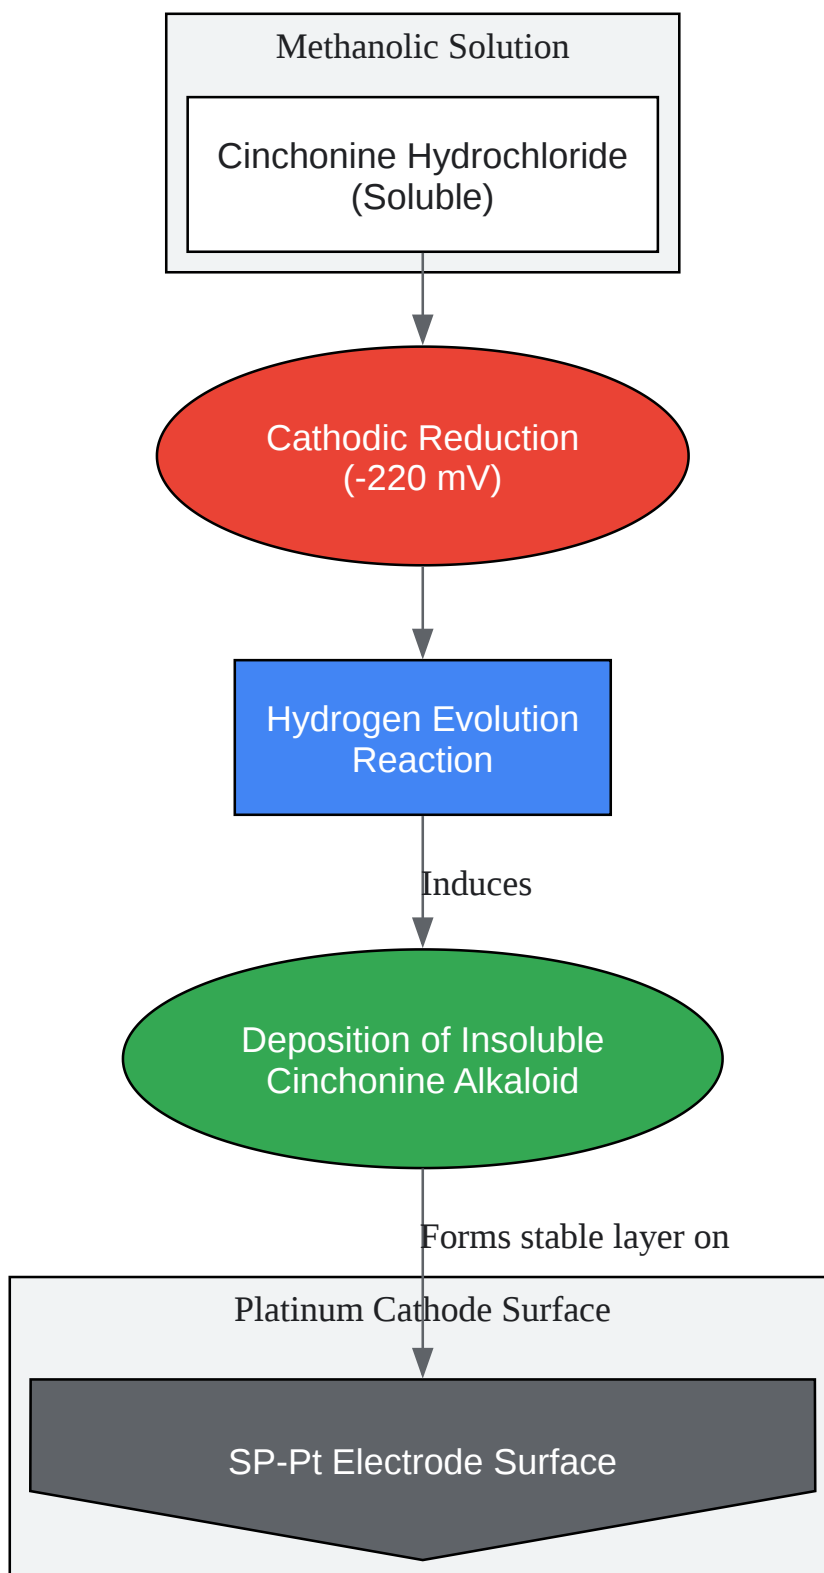 Methanolic Solution
Cinchonine Hydrochloride
(Soluble)
Cathodic Reduction
(-220 mV)
Hydrogen Evolution
Reaction
Induces
Deposition of Insoluble
Cinchonine Alkaloid
Forms stable layer on
Platinum Cathode Surface
SP-Pt Electrode Surface